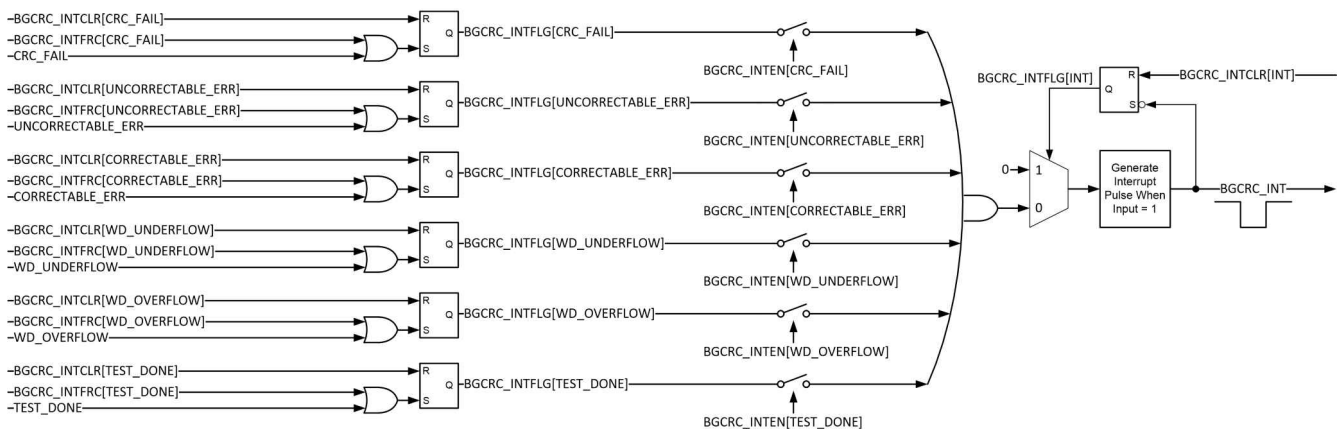 BGCRC_INTCLR[CRC_FAIL]
BGCRC_INTFRC[CRC_FAIL]
CRC_FAIL
R
S
Q
BGCRC_INTFLG[CRC_FAIL]
BGCRC_INTEN[CRC_FAIL]
BGCRC_INTCLR[UNCORRECTABLE_ERR]
BGCRC_INTFRC[UNCORRECTABLE_ERR]
UNCORRECTABLE_ERR
R
S
Q
BGCRC_INTFLG[UNCORRECTABLE_ERR]
BGCRC_INTEN[UNCORRECTABLE_ERR]
BGCRC_INTCLR[CORRECTABLE_ERR]
BGCRC_INTFRC[CORRECTABLE_ERR]
CORRECTABLE_ERR
R
S
Q
BGCRC_INTFLG[CORRECTABLE_ERR]
BGCRC_INTEN[CORRECTABLE_ERR]
BGCRC_INTCLR[WD_UNDERFLOW]
BGCRC_INTFRC[WD_UNDERFLOW]
WD_UNDERFLOW
R
S
Q
BGCRC_INTFLG[WD_UNDERFLOW]
BGCRC_INTEN[WD_UNDERFLOW]
BGCRC_INTCLR[WD_OVERFLOW]
BGCRC_INTFRC[WD_OVERFLOW]
WD_OVERFLOW
R
S
Q
BGCRC_INTFLG[WD_OVERFLOW]
BGCRC_INTEN[WD_OVERFLOW]
BGCRC_INTCLR[TEST_DONE]
BGCRC_INTFRC[TEST_DONE]
TEST_DONE
R
S
Q
BGCRC_INTFLG[TEST_DONE]
BGCRC_INTEN[TEST_DONE]
BGCRC_INTFLG[INT]
R
Q
S
BGCRC_INTCLR[INT]
0
1
0
Generate
Interrupt
Pulse When
Input = 1
BGCRC_INT